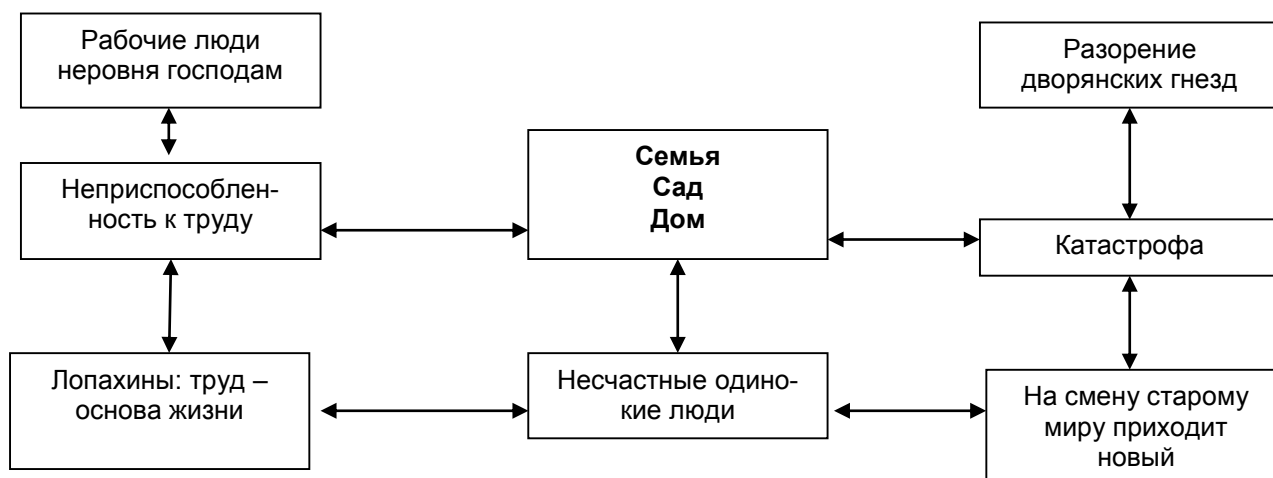 Рабочие люди
неровня господам
Разорение
дворянских гнезд
Неприспособлен-
ность к труду
Семья
Сад
Дом
Катастрофа
Лопахины: труд –
основа жизни
Несчастные одино-
кие люди
На смену старому
миру приходит
новый